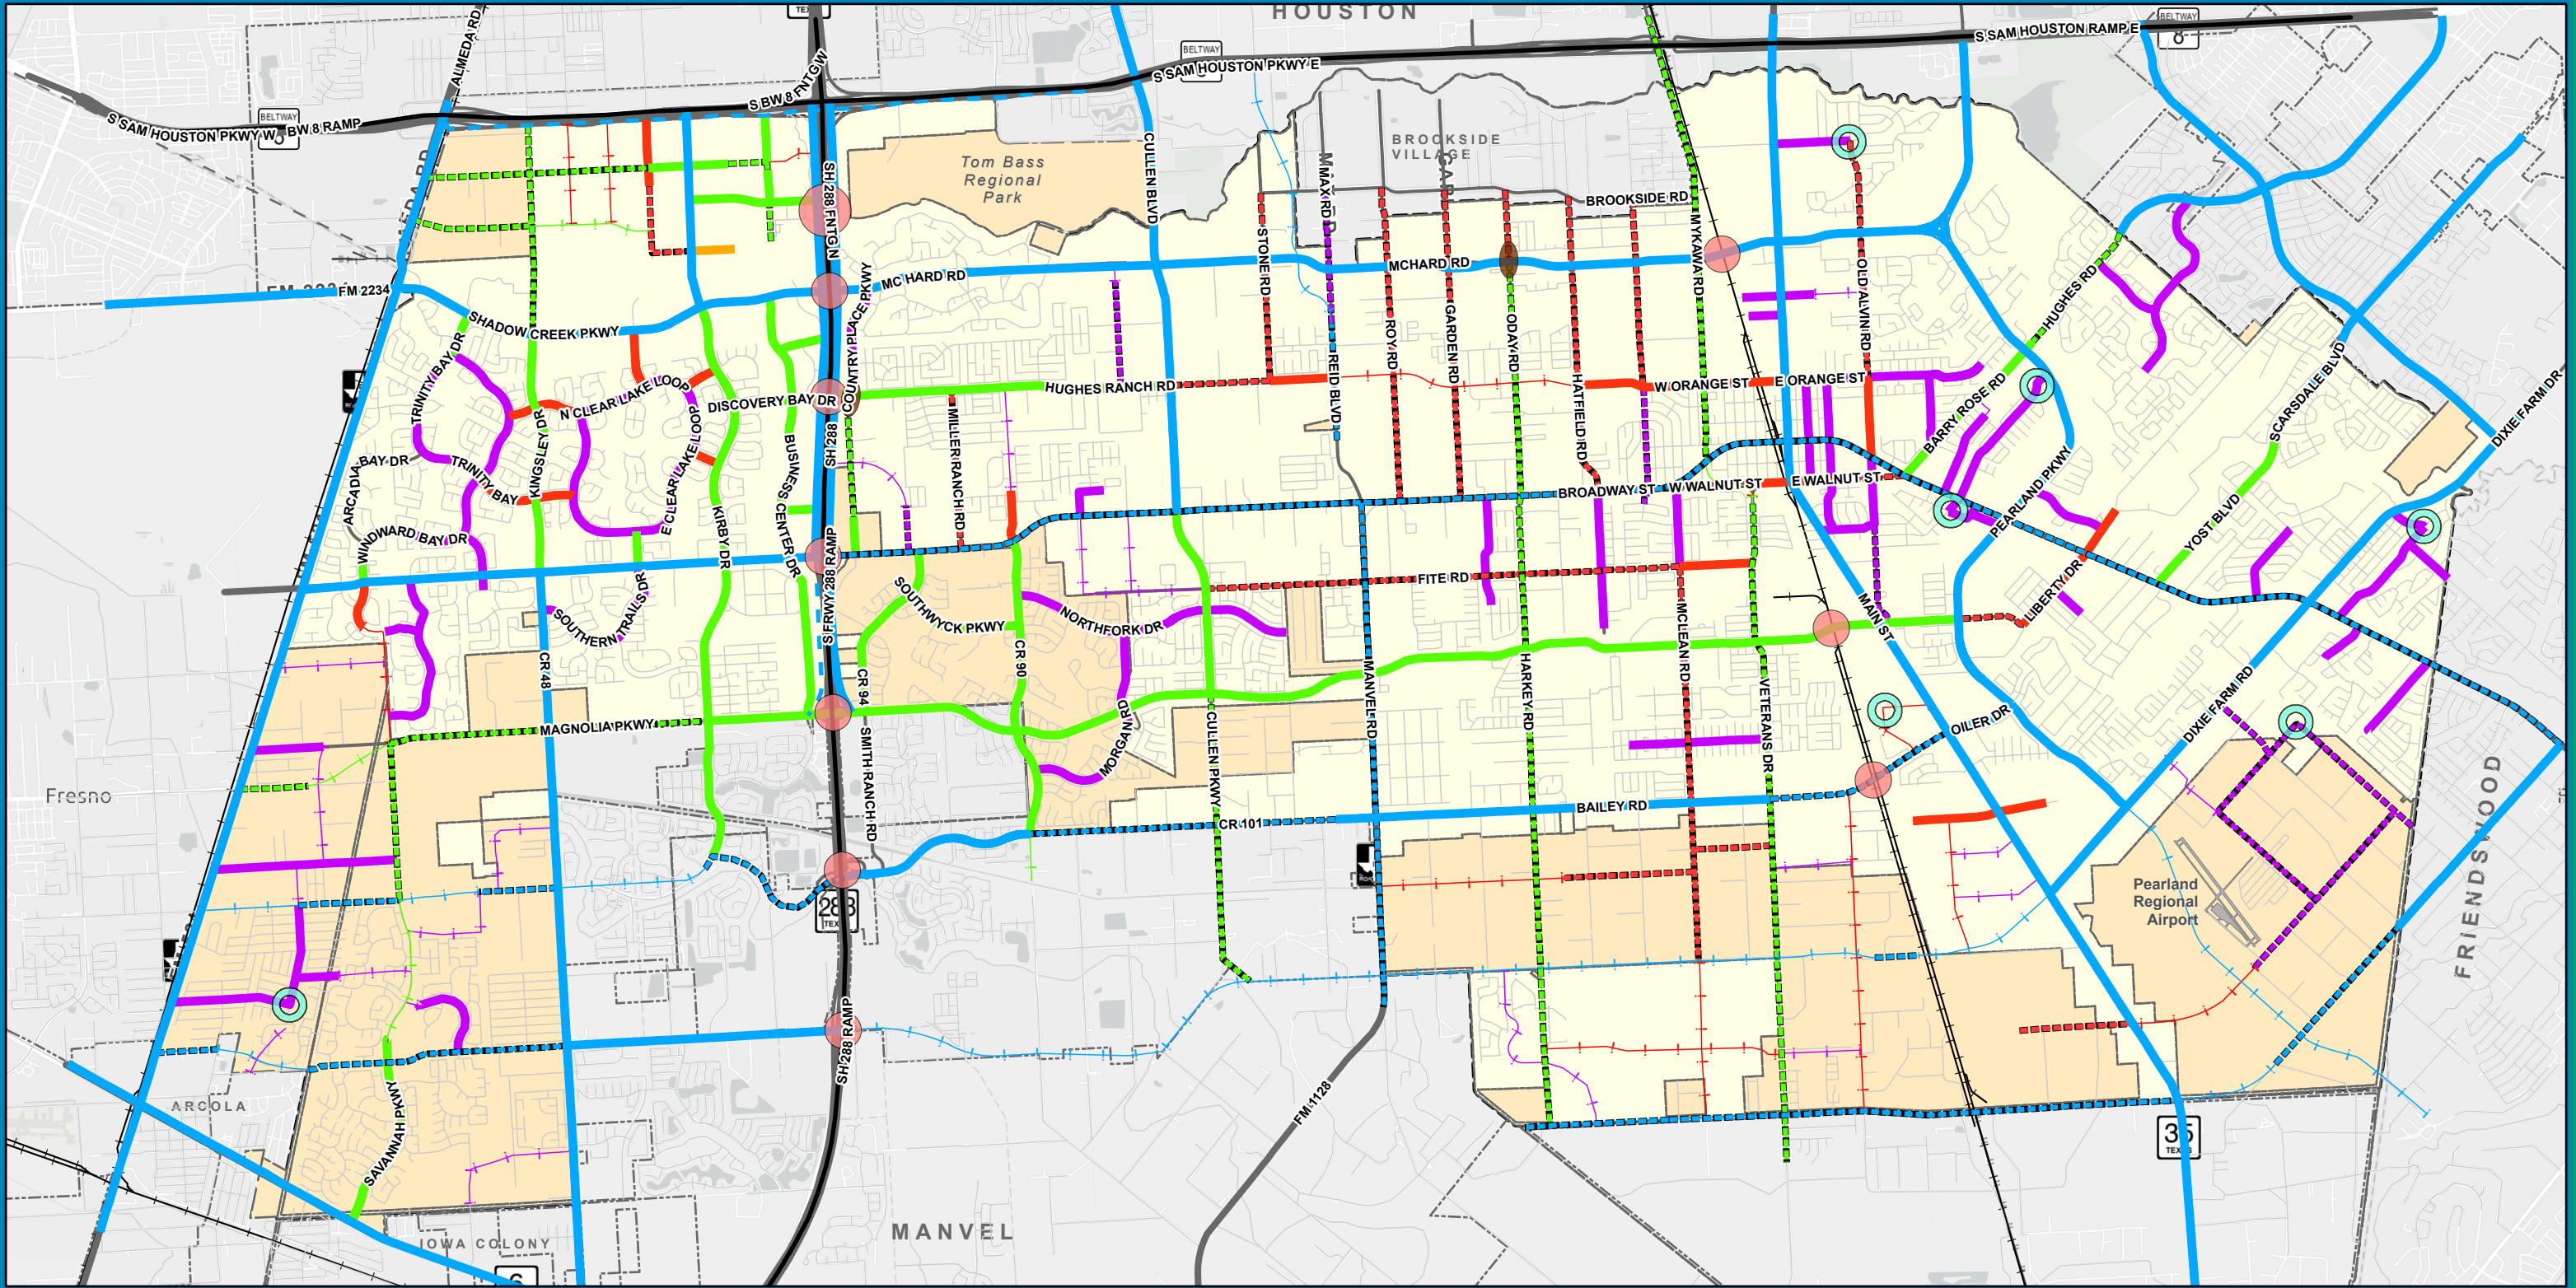 HOUSTON
ALMEDA RD
BELTWAY
8
BELTWAY
S SAM HOUSTON RAMP E
S SAM HOUSTON PKWY E
S BW 8 FNTG W
BELTWAY
S SAM HOUSTON PKWY W
BW 8 RAMP
BROOKSIDE
VILLAGE
Tom Bass
Regional
Park
CULLEN BLVD
SH 288 FNTG N
MMAX RD
BROOKSIDE RD
STONE RD
MYKAWA RD
OLD ALVIN RD
MCHARD RD
MC HARD RD
FM 2234
SHADOW CREEK PKWY
COUNTRY PLACE PKWY
HUGHES RD
TRINITY BAY DR
REID BLVD
ROY RD
GARDEN RD
ODAY RD
HATFIELD RD
N CLEAR LAKE LOOP
DISCOVERY BAY DR
HUGHES RANCH RD
W ORANGE ST
E ORANGE ST
BARRY ROSE RD
SCARSDALE BLVD
DIXIE FARM DR
KINGSLEY DR
E CLEAR LAKE LOOP
BUSINESS CENTER DR
SH 288
MILLER RANCH RD
ARCADIA BAY DR
TRINITY BAY
BROADWAY ST
W WALNUT ST
E WALNUT ST
PEARLAND PKWY
YOST BLVD
WINDWARD BAY DR
KIRBY DR
S FRWY 288 RAMP
SOUTHERN TRAILS DR
SOUTHWYCK PKWY
NORTHFORK DR
FITE RD
MCLEAN RD
MAIN ST
LIBERTY DR
CR 48
CR 94
CR 90
MANVEL RD
HARKEY RD
VETERANS DR
MAGNOLIA PKWY
SMITH RANCH RD
MORGAN RD
CULLEN PKWY
OILER DR
DIXIE FARM RD
Fresno
BAILEY RD
CR 101
FRIENDSWOOD
288
TEXAS
Pearland
Regional
Airport
SH 288 RAMP
ARCOLA
SAVANNAH PKWY
FM 1128
35
TEXAS
MANVEL
IOWA COLONY
6